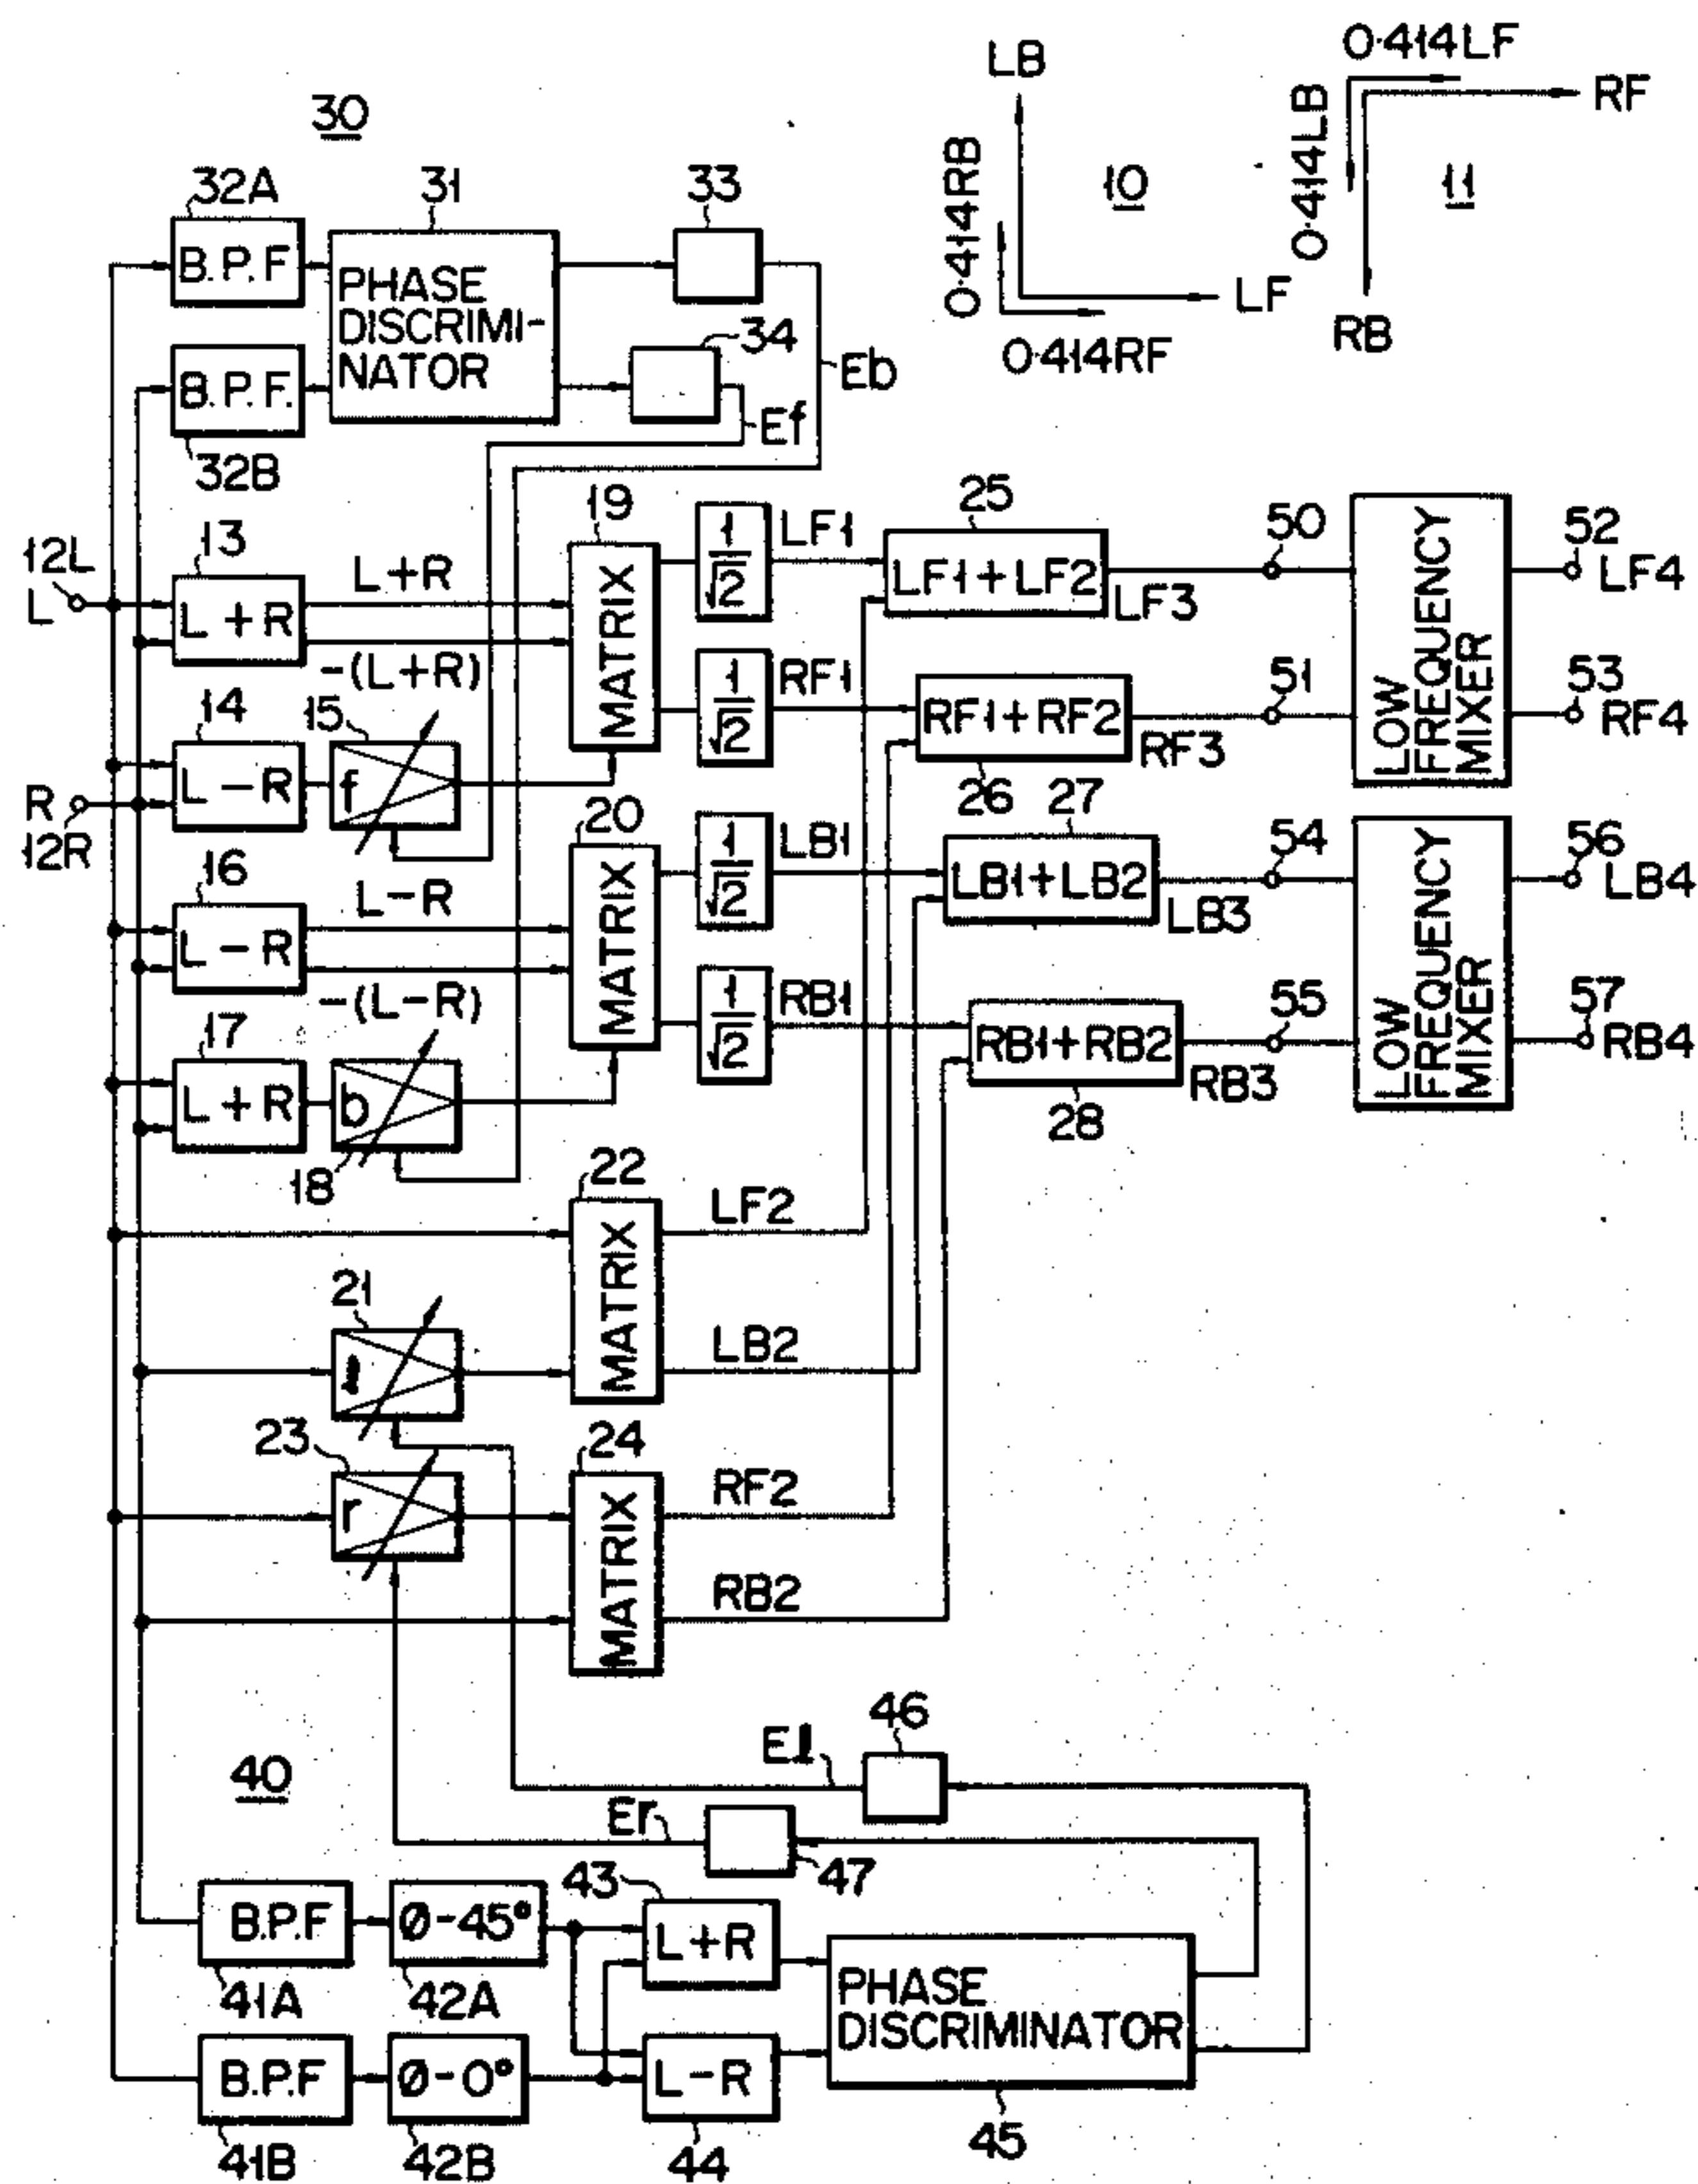 30
LB
0.414RB
10
LF
0.414RF
0.414LF
RF
0.414LB
11
RB
32A
B.P.F
31
PHASE
DISCRIMI-
NATOR
33
34
Eb
Ef
B.P.F.
32B
12L
L
13
L+R
L+R
-(L+R)
19
MATRIX
1/√2
LF1
25
LF1+LF2
LF3
50
LOW
FREQUENCY
MIXER
52
LF4
1/√2
RF1
RF1+RF2
26
RF3
51
53
RF4
14
L-R
15
f
R
12R
16
L-R
L-R
-(L-R)
20
MATRIX
1/√2
LB1
27
LB1+LB2
LB3
54
LOW
FREQUENCY
MIXER
56
LB4
1/√2
RB1
RB1+RB2
28
RB3
55
57
RB4
17
L+R
b
18
22
MATRIX
LF2
LB2
21
l
23
r
24
MATRIX
RF2
RB2
40
El
46
Er
47
B.P.F
41A
Ø-45°
42A
43
L+R
PHASE
DISCRIMINATOR
45
B.P.F
41B
Ø-0°
42B
L-R
44